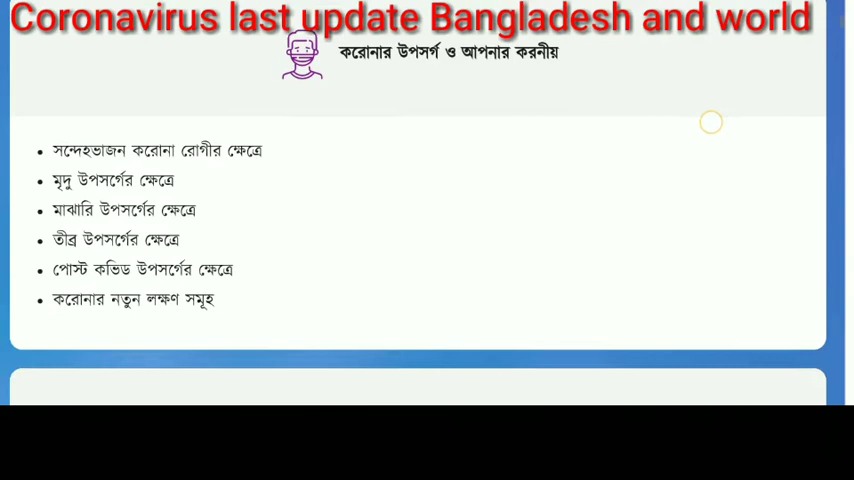 Coronavirus last update Bangladesh and world
করোনার উপসর্গ ও আপনার করনীয়
সন্দেহভাজন করোনা রোগীর ক্ষেত্রে
মৃদু উপসর্গের ক্ষেত্রে
মাঝারি উপসর্গের ক্ষেত্রে
তীব্র উপসর্গের ক্ষেত্রে
পোস্ট কভিড উপসর্গের ক্ষেত্রে
করোনার নতুন লক্ষণ সমূহ